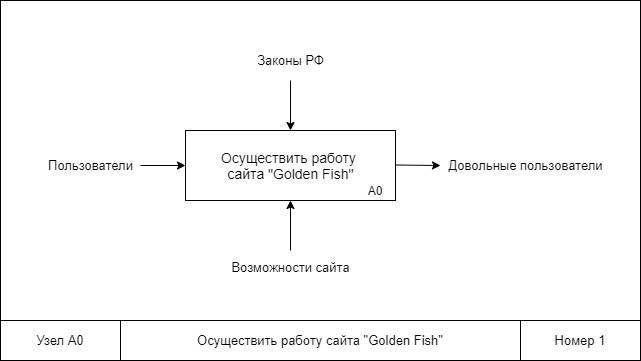 Законы РФ
Пользователи
Осуществить работу
сайта "Golden Fish"
A0
Довольные пользователи
Возможности сайта
Узел A0
Осуществить работу сайта "Golden Fish"
Номер 1